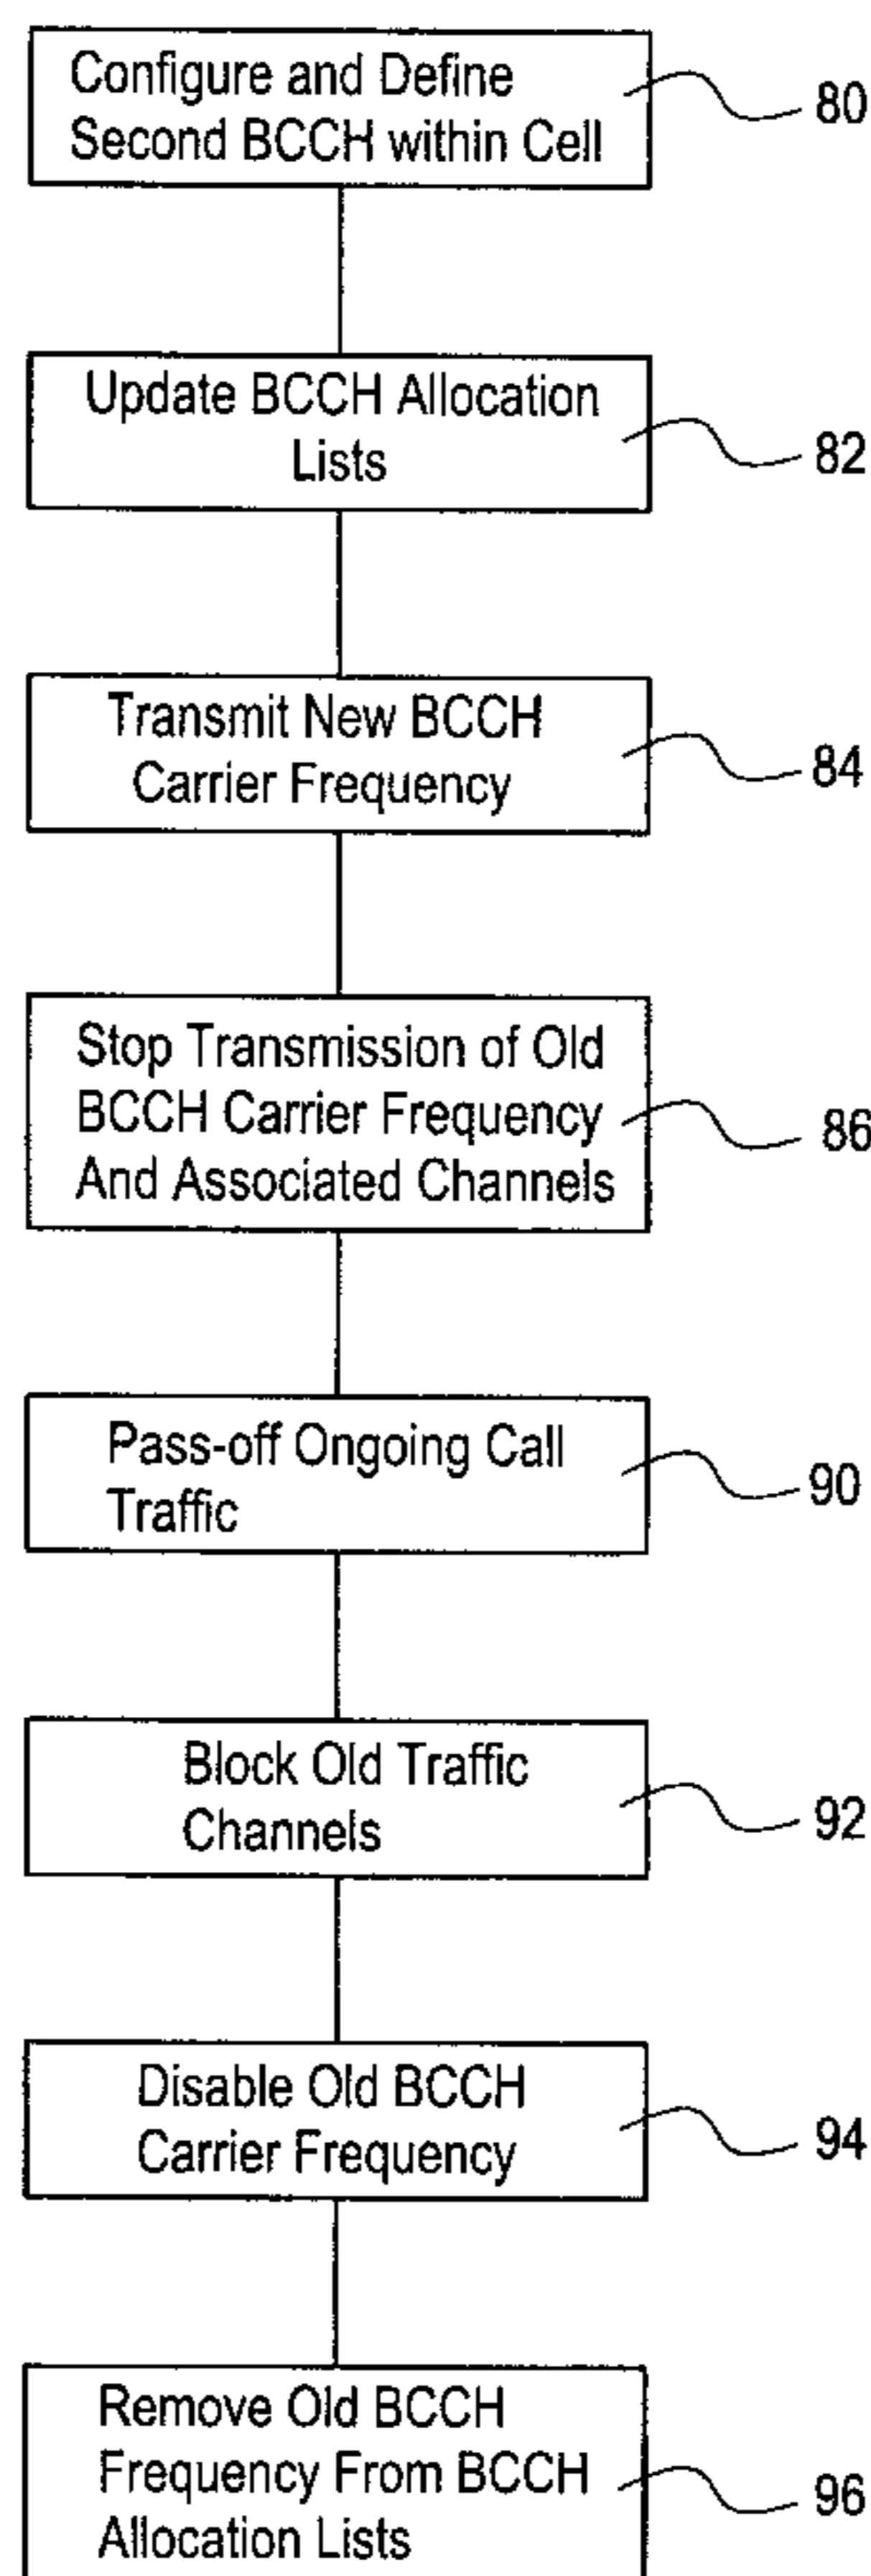 Configure and Define
Second BCCH within Cell
80
Update BCCH Allocation
Lists
82
Transmit New BCCH
Carrier Frequency
84
Stop Transmission of Old
BCCH Carrier Frequency
And Associated Channels
86
Pass-off Ongoing Call
Traffic
90
Block Old Traffic
Channels
92
Disable Old BCCH
Carrier Frequency
94
Remove Old BCCH
Frequency From BCCH
Allocation Lists
96